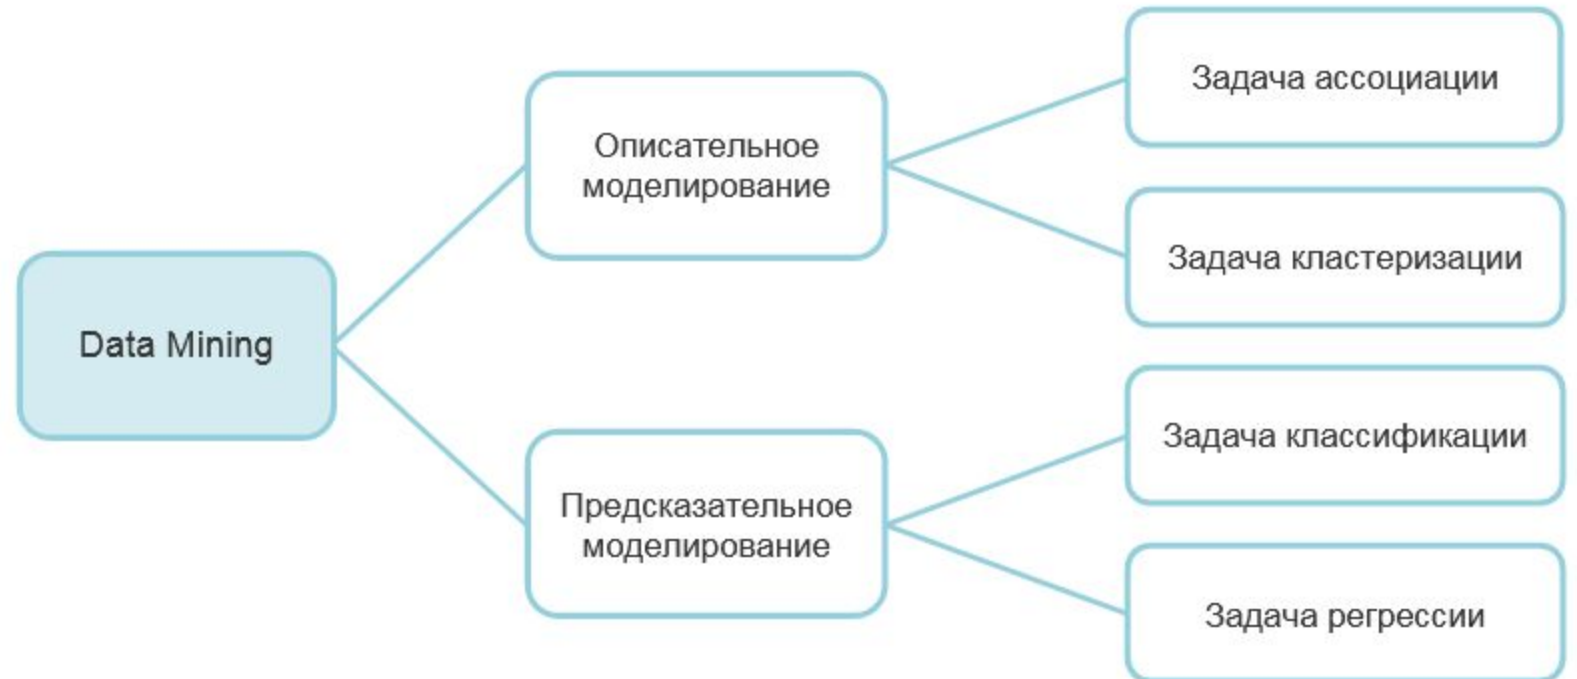 Data Mining
Описательное
моделирование
Предсказательное
моделирование
Задача ассоциации
Задача кластеризации
Задача классификации
Задача регрессии